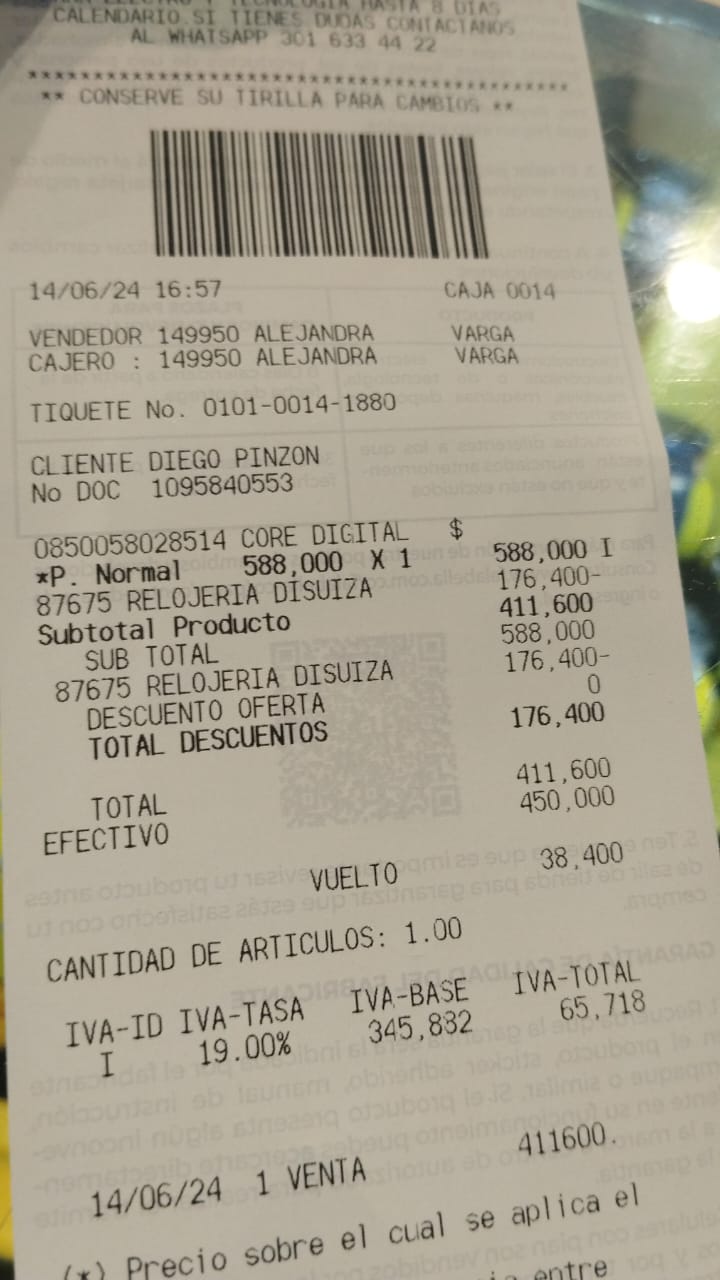 TECNOLOGIA HASTA 8 DIAS
CALENDARIO.SI TIENES DUDAS CONTACTANOS
AL WHATSAPP 301 633 44 22
** CONSERVE SU TIRILLA PARA CAMBIOS **
14/06/24 16:57 CAJA 0014
VENDEDOR 149950 ALEJANDRA VARGA
CAJERO : 149950 ALEJANDRA VARGA
TIQUETE No. 0101-0014-1880
CLIENTE DIEGO PINZON
No DOC 1095840553
0850058028514 CORE DIGITAL $
*P. Normal 588,000 X 1 588,000 I
87675 RELOJERIA DISUIZA 176,400-
Subtotal Producto 411,600
SUB TOTAL 588,000
87675 RELOJERIA DISUIZA 176,400-
DESCUENTO OFERTA 0
TOTAL DESCUENTOS 176,400
TOTAL 411,600
EFECTIVO 450,000
VUELTO 38,400
CANTIDAD DE ARTICULOS: 1.00
IVA-ID IVA-TASA IVA-BASE IVA-TOTAL
I 19.00% 345,882 65,718
14/06/24 1 VENTA 411600.
(*) Precio sobre el cual se aplica el
entre